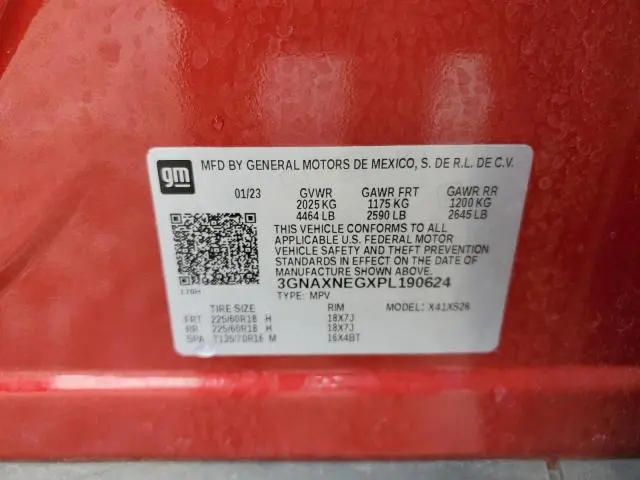 gm MFD BY GENERAL MOTORS DE MEXICO, S. DE R.L. DE C.V.
01/23 GVWR GAWR FRT GAWR RR
2025 KG 1175 KG 1200 KG
4464 LB 2590 LB 2645 LB
THIS VEHICLE CONFORMS TO ALL
APPLICABLE U.S. FEDERAL MOTOR
VEHICLE SAFETY AND THEFT PREVENTION
STANDARDS IN EFFECT ON THE DATE OF
MANUFACTURE SHOWN ABOVE.
3GNAXNEGXPL190624
TYPE: MPV
TIRE SIZE RIM MODEL: X41XS26
FRT 225/60R18 H 18X7J
RR 225/60R18 H 18X7J
SPA T135/70R16 M 16X4BT